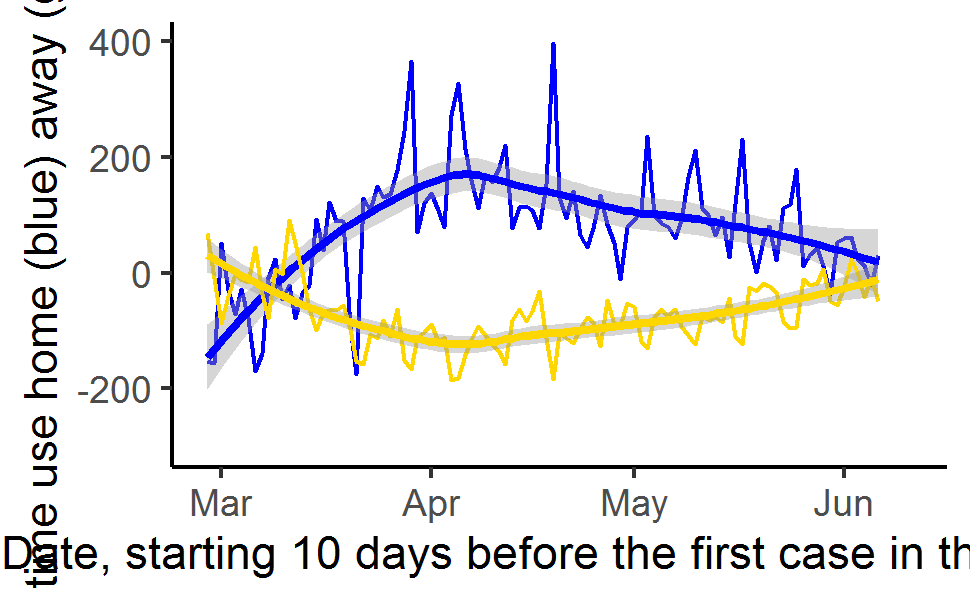 time use home (blue) away (
400
200
0
-200
Mar Apr May Jun
Date, starting 10 days before the first case in th